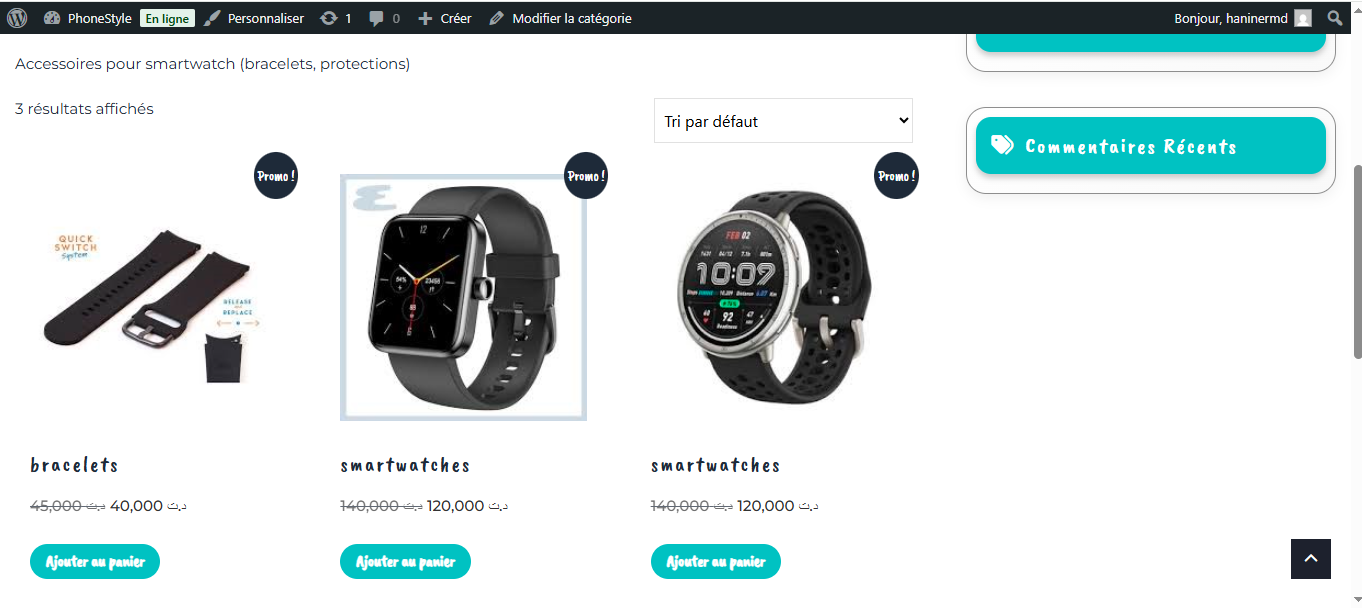 PhoneStyle En ligne Personnaliser 1 0 Créer Modifier la catégorie Bonjour, haninermd
Accessoires pour smartwatch (bracelets, protections)
3 résultats affichés
Tri par défaut
Commentaires Récents
Promo !
Promo !
Promo !
QUICK
SWITCH
System
RELEASE
REPLACE
12
FEB 02
10:09
92
Readiness
bracelets
smartwatches
smartwatches
45,000 د.ت 40,000 د.ت
140,000 د.ت 120,000 د.ت
140,000 د.ت 120,000 د.ت
Ajouter au panier
Ajouter au panier
Ajouter au panier